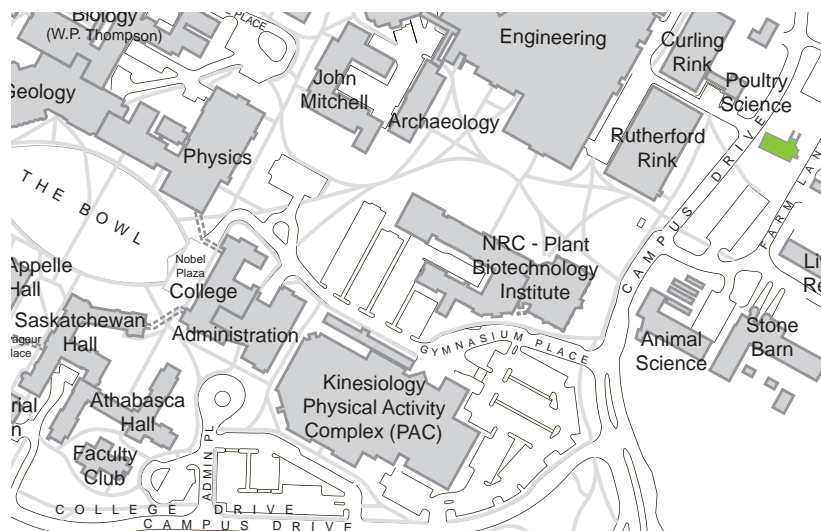 Biology
(W.P. Thompson)
PLACE
Engineering
Curling
Rink
Geology
John
Mitchell
Archaeology
Poultry
Science
Physics
Rutherford
Rink
THE BOWL
CAMPUS DRIVE
FARM LAN
Nobel
Plaza
NRC - Plant
Biotechnology
Institute
Appelle
Hall
College
Administration
Saskatchewan
Hall
GYMNASIUM PLACE
Animal
Science
Stone
Barn
Kinesiology
Physical Activity
Complex (PAC)
Athabasca
Hall
Faculty
Club
ADMIN PL
COLLEGE DRIVE
CAMPUS DRIVE